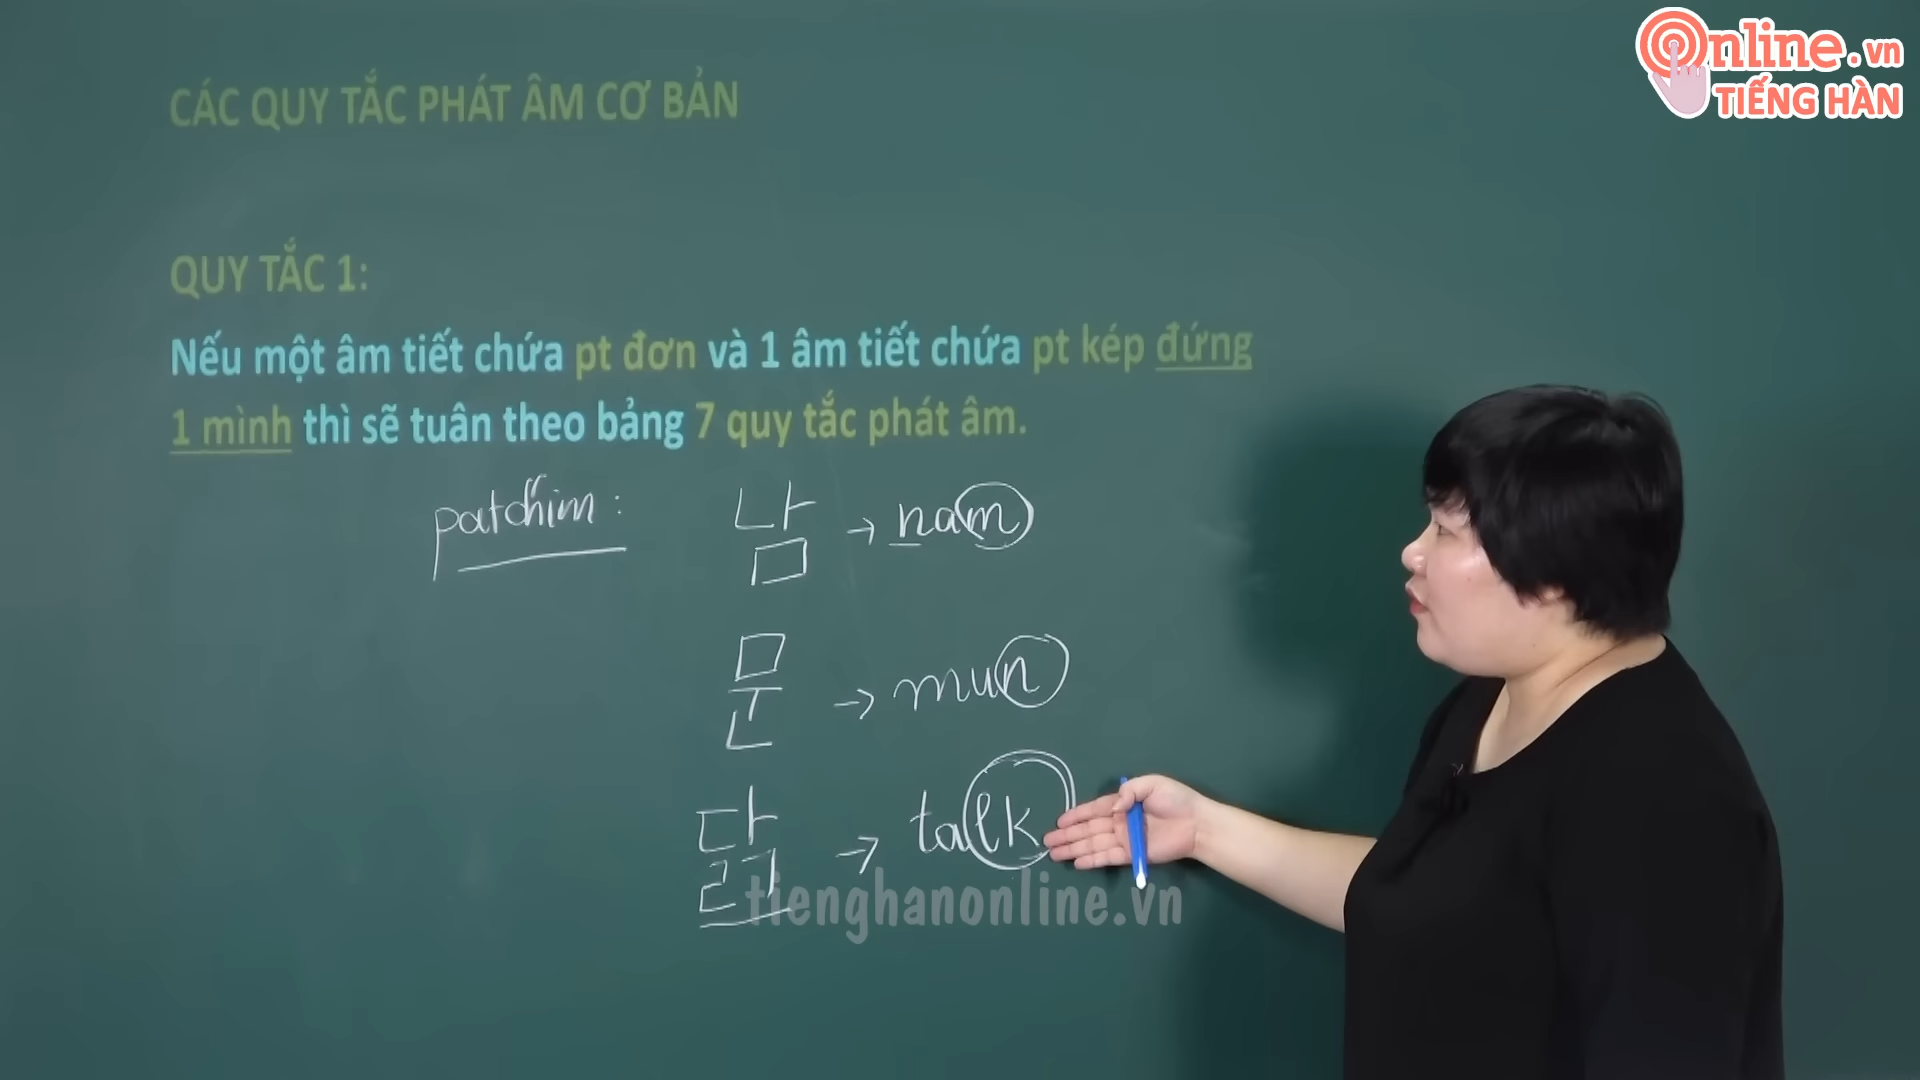 Online.vn
TIẾNG HÀN
CÁC QUY TẮC PHÁT ÂM CƠ BẢN
QUY TẮC 1:
Nếu một âm tiết chứa pt đơn và 1 âm tiết chứa pt kép đứng
1 mình thì sẽ tuân theo bảng 7 quy tắc phát âm.
patchim : 남 → nam
문 → mun
닭 → talk
tienghanonline.vn